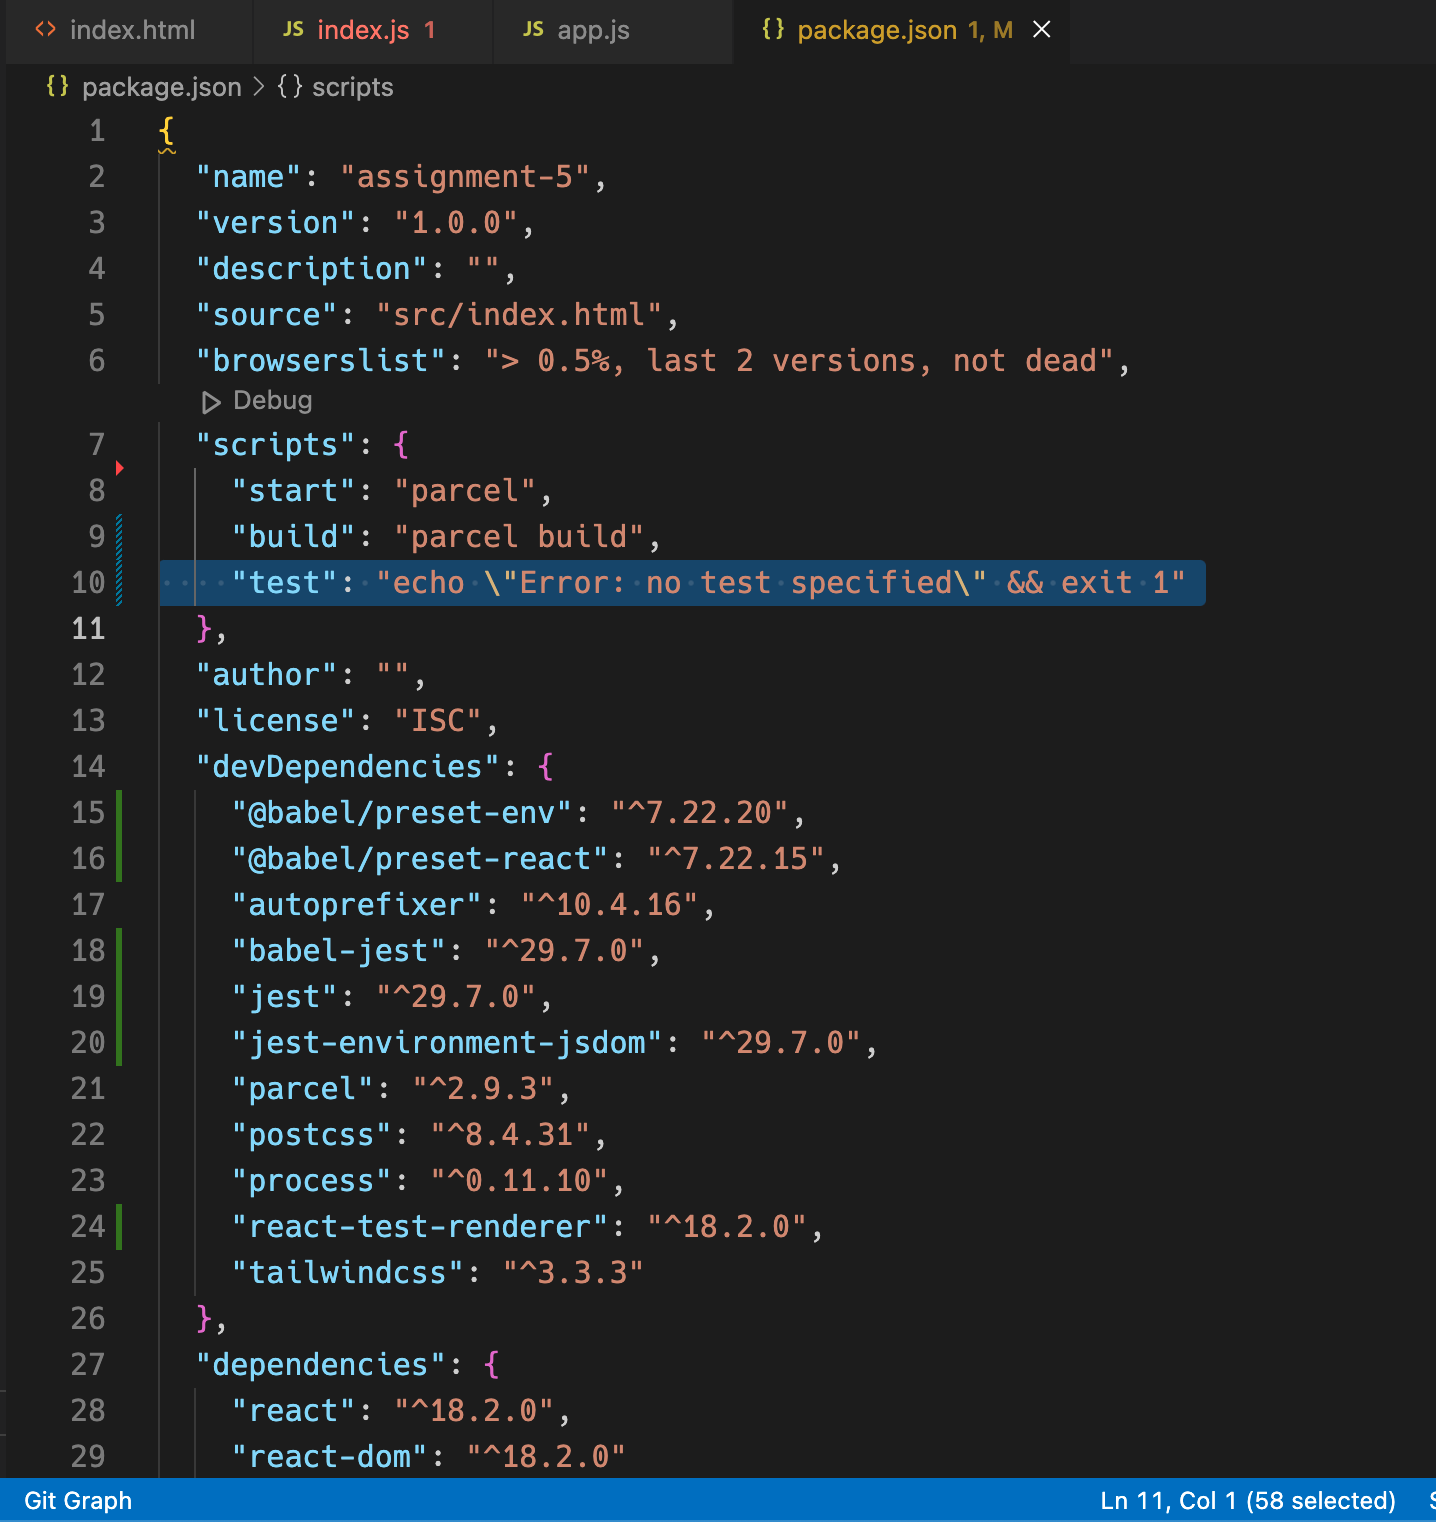 <> index.html JS index.js 1 JS app.js {} package.json 1, M ×
{} package.json > {} scripts
1 {
2 "name": "assignment-5",
3 "version": "1.0.0",
4 "description": "",
5 "source": "src/index.html",
6 "browserslist": "> 0.5%, last 2 versions, not dead",
Debug
7 "scripts": {
8 "start": "parcel",
9 "build": "parcel build",
10 "test": "echo \"Error: no test specified\" && exit 1"
11 },
12 "author": "",
13 "license": "ISC",
14 "devDependencies": {
15 "@babel/preset-env": "^7.22.20",
16 "@babel/preset-react": "^7.22.15",
17 "autoprefixer": "^10.4.16",
18 "babel-jest": "^29.7.0",
19 "jest": "^29.7.0",
20 "jest-environment-jsdom": "^29.7.0",
21 "parcel": "^2.9.3",
22 "postcss": "^8.4.31",
23 "process": "^0.11.10",
24 "react-test-renderer": "^18.2.0",
25 "tailwindcss": "^3.3.3"
26 },
27 "dependencies": {
28 "react": "^18.2.0",
29 "react-dom": "^18.2.0"
Git Graph Ln 11, Col 1 (58 selected)